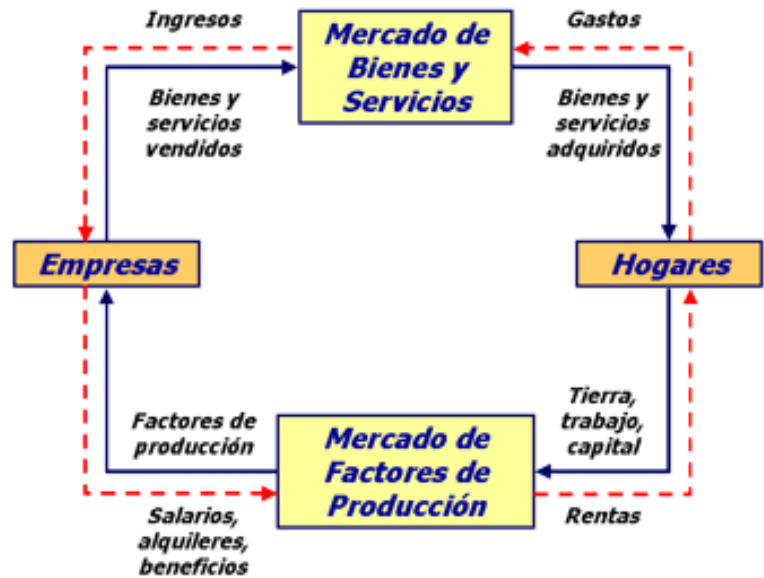 Ingresos
Mercado de
Bienes y
Servicios
Gastos
Bienes y
servicios
vendidos
Bienes y
servicios
adquiridos
Empresas
Hogares
Factores de
producción
Mercado de
Factores de
Producción
Tierra,
trabajo,
capital
Salarios,
alquileres,
beneficios
Rentas